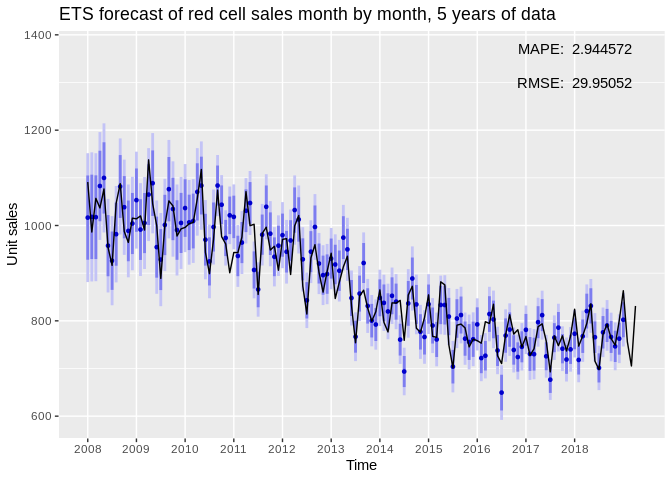 ETS forecast of red cell sales month by month, 5 years of data
MAPE: 2.944572
RMSE: 29.95052
1400
1200
1000
800
600
Unit sales
2008 2009 2010 2011 2012 2013 2014 2015 2016 2017 2018
Time